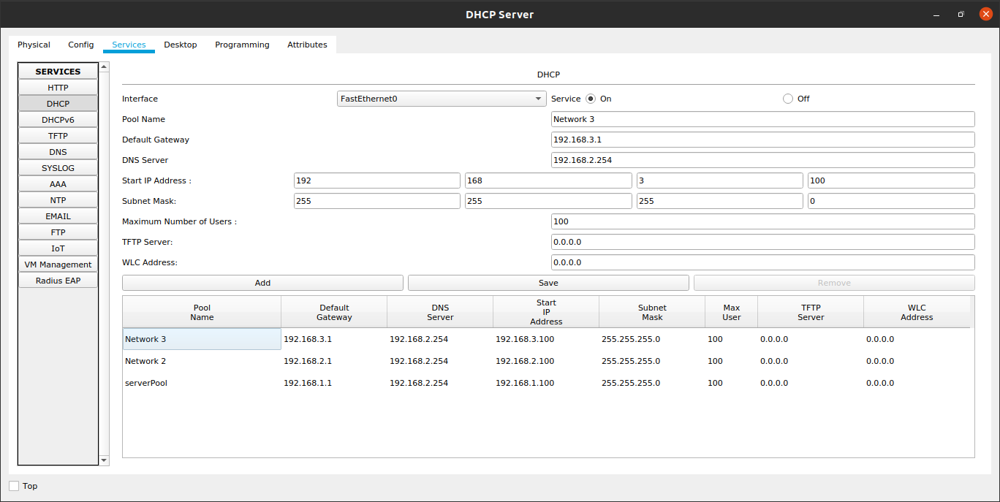 DHCP Server
Physical Config Services Desktop Programming Attributes
SERVICES
HTTP
DHCP
DHCPv6
TFTP
DNS
SYSLOG
AAA
NTP
EMAIL
FTP
IoT
VM Management
Radius EAP
DHCP
Interface FastEthernet0 Service On Off
Pool Name Network 3
Default Gateway 192.168.3.1
DNS Server 192.168.2.254
Start IP Address : 192 168 3 100
Subnet Mask: 255 255 255 0
Maximum Number of Users : 100
TFTP Server: 0.0.0.0
WLC Address: 0.0.0.0
Add Save Remove
Pool Name Default Gateway DNS Server Start IP Address Subnet Mask Max User TFTP Server WLC Address
Network 3 192.168.3.1 192.168.2.254 192.168.3.100 255.255.255.0 100 0.0.0.0 0.0.0.0
Network 2 192.168.2.1 192.168.2.254 192.168.2.100 255.255.255.0 100 0.0.0.0 0.0.0.0
serverPool 192.168.1.1 192.168.2.254 192.168.1.100 255.255.255.0 100 0.0.0.0 0.0.0.0
Top